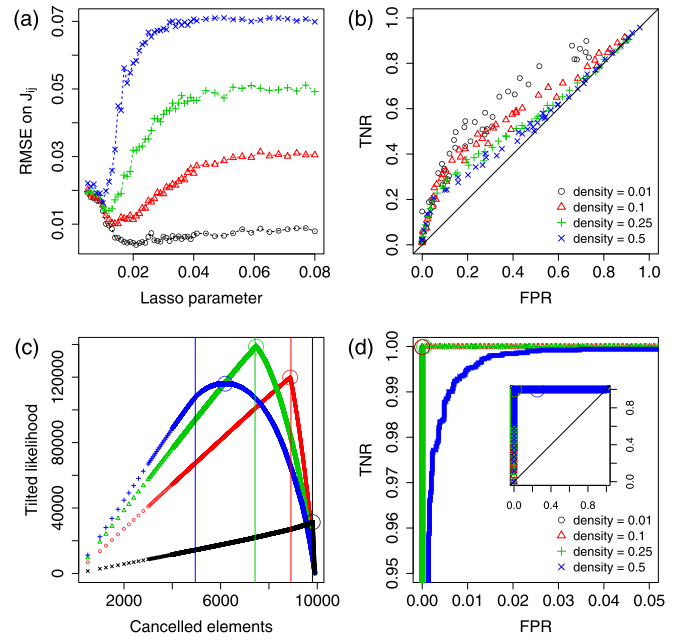 (a)
RMSE on Jij
0.01 0.03 0.05 0.07
0.02 0.04 0.06 0.08
Lasso parameter
(b)
TNR
0.0 0.2 0.4 0.6 0.8 1.0
0.0 0.2 0.4 0.6 0.8 1.0
FPR
density = 0.01
density = 0.1
density = 0.25
density = 0.5
(c)
Tilted likelihood
0 40000 80000 120000
2000 6000 10000
Cancelled elements
(d)
TNR
0.95 0.96 0.97 0.98 0.99 1.00
0.00 0.01 0.02 0.03 0.04 0.05
FPR
0.0 0.2 0.4 0.6 0.8 1.0
0.0 0.4 0.8
density = 0.01
density = 0.1
density = 0.25
density = 0.5